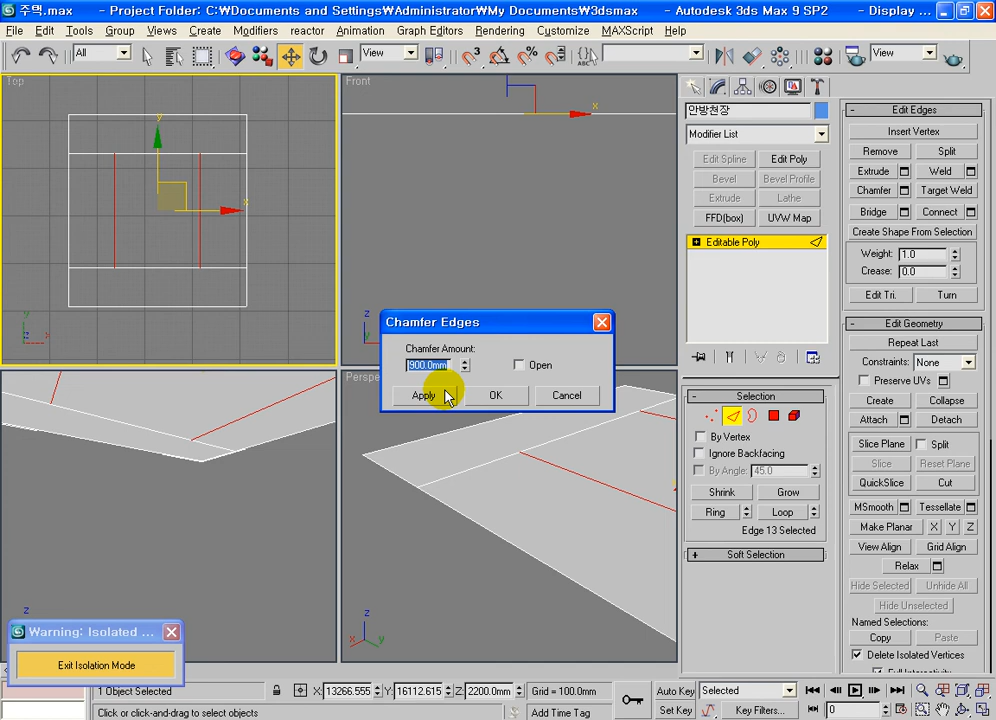 주택.max - Project Folder: C:₩Documents and Settings₩Administrator₩My Documents₩3dsmax - Autodesk 3ds Max 9 SP2 - Display ...
File Edit Tools Group Views Create Modifiers reactor Animation Graph Editors Rendering Customize MAXScript Help
All View View
Top
y
x
Front
x
z
Perspe
z
x y
Chamfer Edges
Chamfer Amount:
900.0mm Open
Apply OK Cancel
안방천장
Modifier List
Edit Spline Edit Poly
Bevel Bevel Profile
Extrude Lathe
FFD(box) UVW Map
Editable Poly
- Selection
By Vertex
Ignore Backfacing
By Angle: 45.0
Shrink Grow
Ring Loop
Edge 13 Selected
+ Soft Selection
- Edit Edges
Insert Vertex
Remove Split
Extrude Weld
Chamfer Target Weld
Bridge Connect
Create Shape From Selection
Weight: 1.0
Crease: 0.0
Edit Tri. Turn
- Edit Geometry
Repeat Last
Constraints: None
Preserve UVs
Create Collapse
Attach Detach
Slice Plane Split
Slice Reset Plane
QuickSlice Cut
MSmooth Tessellate
Make Planar X Y Z
View Align Grid Align
Relax
Hide Selected Unhide All
Hide Unselected
Named Selections:
Copy Paste
Delete Isolated Vertices
Full Interactivity
Warning: Isolated ...
Exit Isolation Mode
1 Object Selected X: 13266.555 Y: 16112.615 Z: 2200.0mm Grid = 100.0mm Auto Key Selected
Click or click-and-drag to select objects Add Time Tag Set Key Key Filters... 0